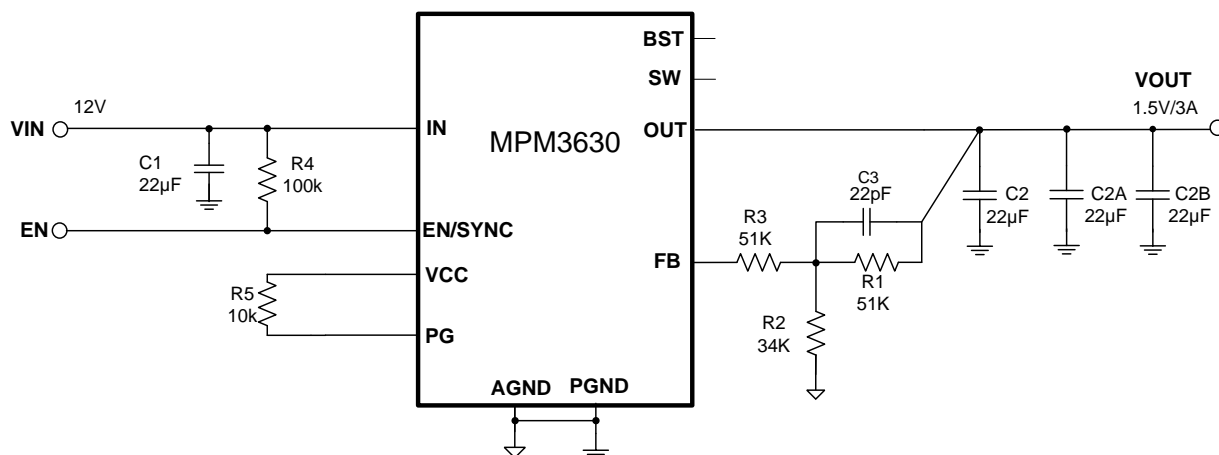 BST
SW
VOUT
1.5V/3A
12V
VIN
IN
MPM3630
OUT
C1
22µF
R4
100k
C3
22pF
C2
22µF
C2A
22µF
C2B
22µF
EN
EN/SYNC
R3
51K
FB
R1
51K
VCC
R5
10k
PG
R2
34K
AGND
PGND